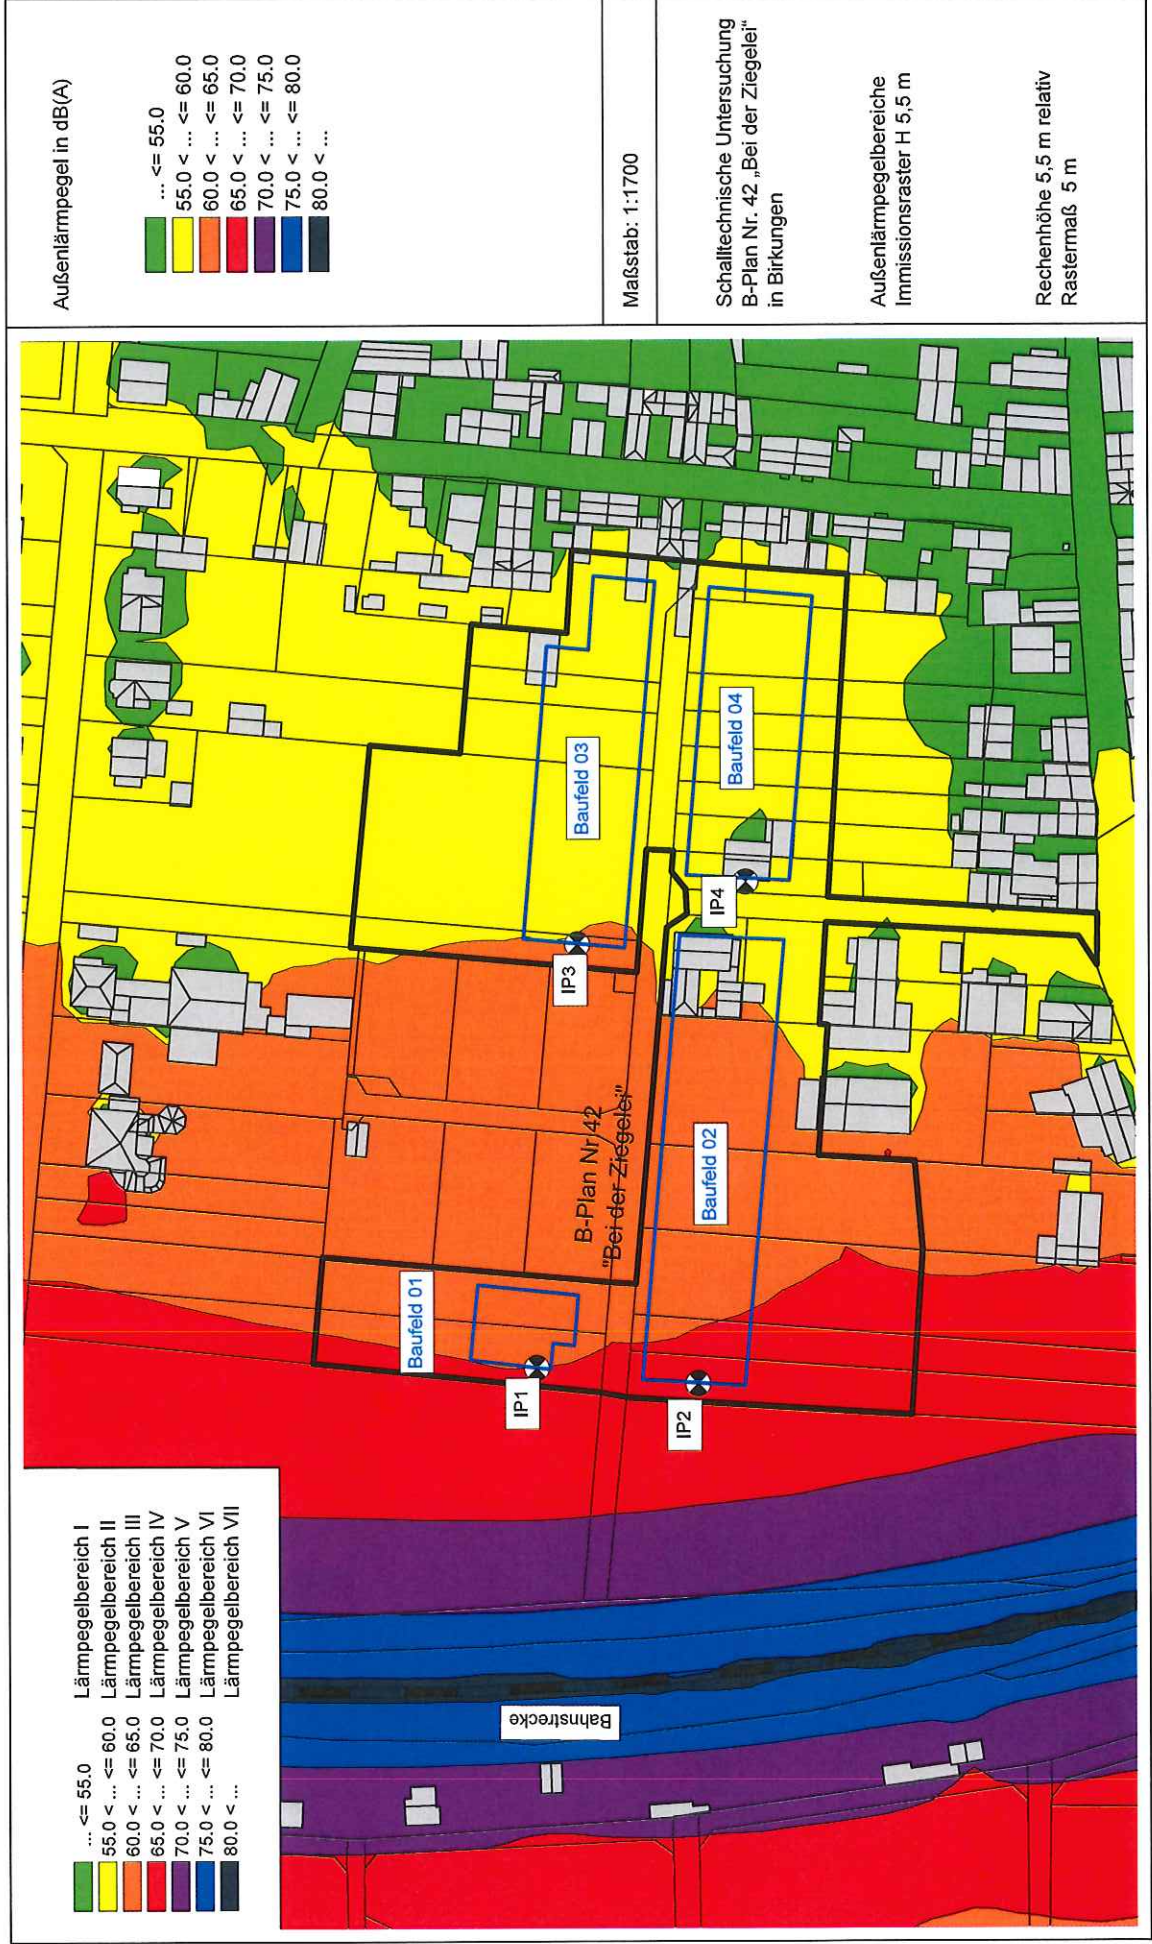 ... <= 55.0 Lärmpegelbereich I
55.0 < ... <= 60.0 Lärmpegelbereich II
60.0 < ... <= 65.0 Lärmpegelbereich III
65.0 < ... <= 70.0 Lärmpegelbereich IV
70.0 < ... <= 75.0 Lärmpegelbereich V
75.0 < ... <= 80.0 Lärmpegelbereich VI
80.0 < ... Lärmpegelbereich VII
Bahnstrecke
Baufeld 01
IP1
IP2
B-Plan Nr.42
"Bei der Ziegelei"
Baufeld 02
IP3
IP4
Baufeld 03
Baufeld 04
Außenlärmpegel in dB(A)
... <= 55.0
55.0 < ... <= 60.0
60.0 < ... <= 65.0
65.0 < ... <= 70.0
70.0 < ... <= 75.0
75.0 < ... <= 80.0
80.0 < ...
Maßstab: 1:1700
Schalltechnische Untersuchung
B-Plan Nr. 42 „Bei der Ziegelei“
in Birkungen
Außenlärmpegelbereiche
Immissionsraster H 5,5 m
Rechenhöhe 5,5 m relativ
Rastermaß 5 m